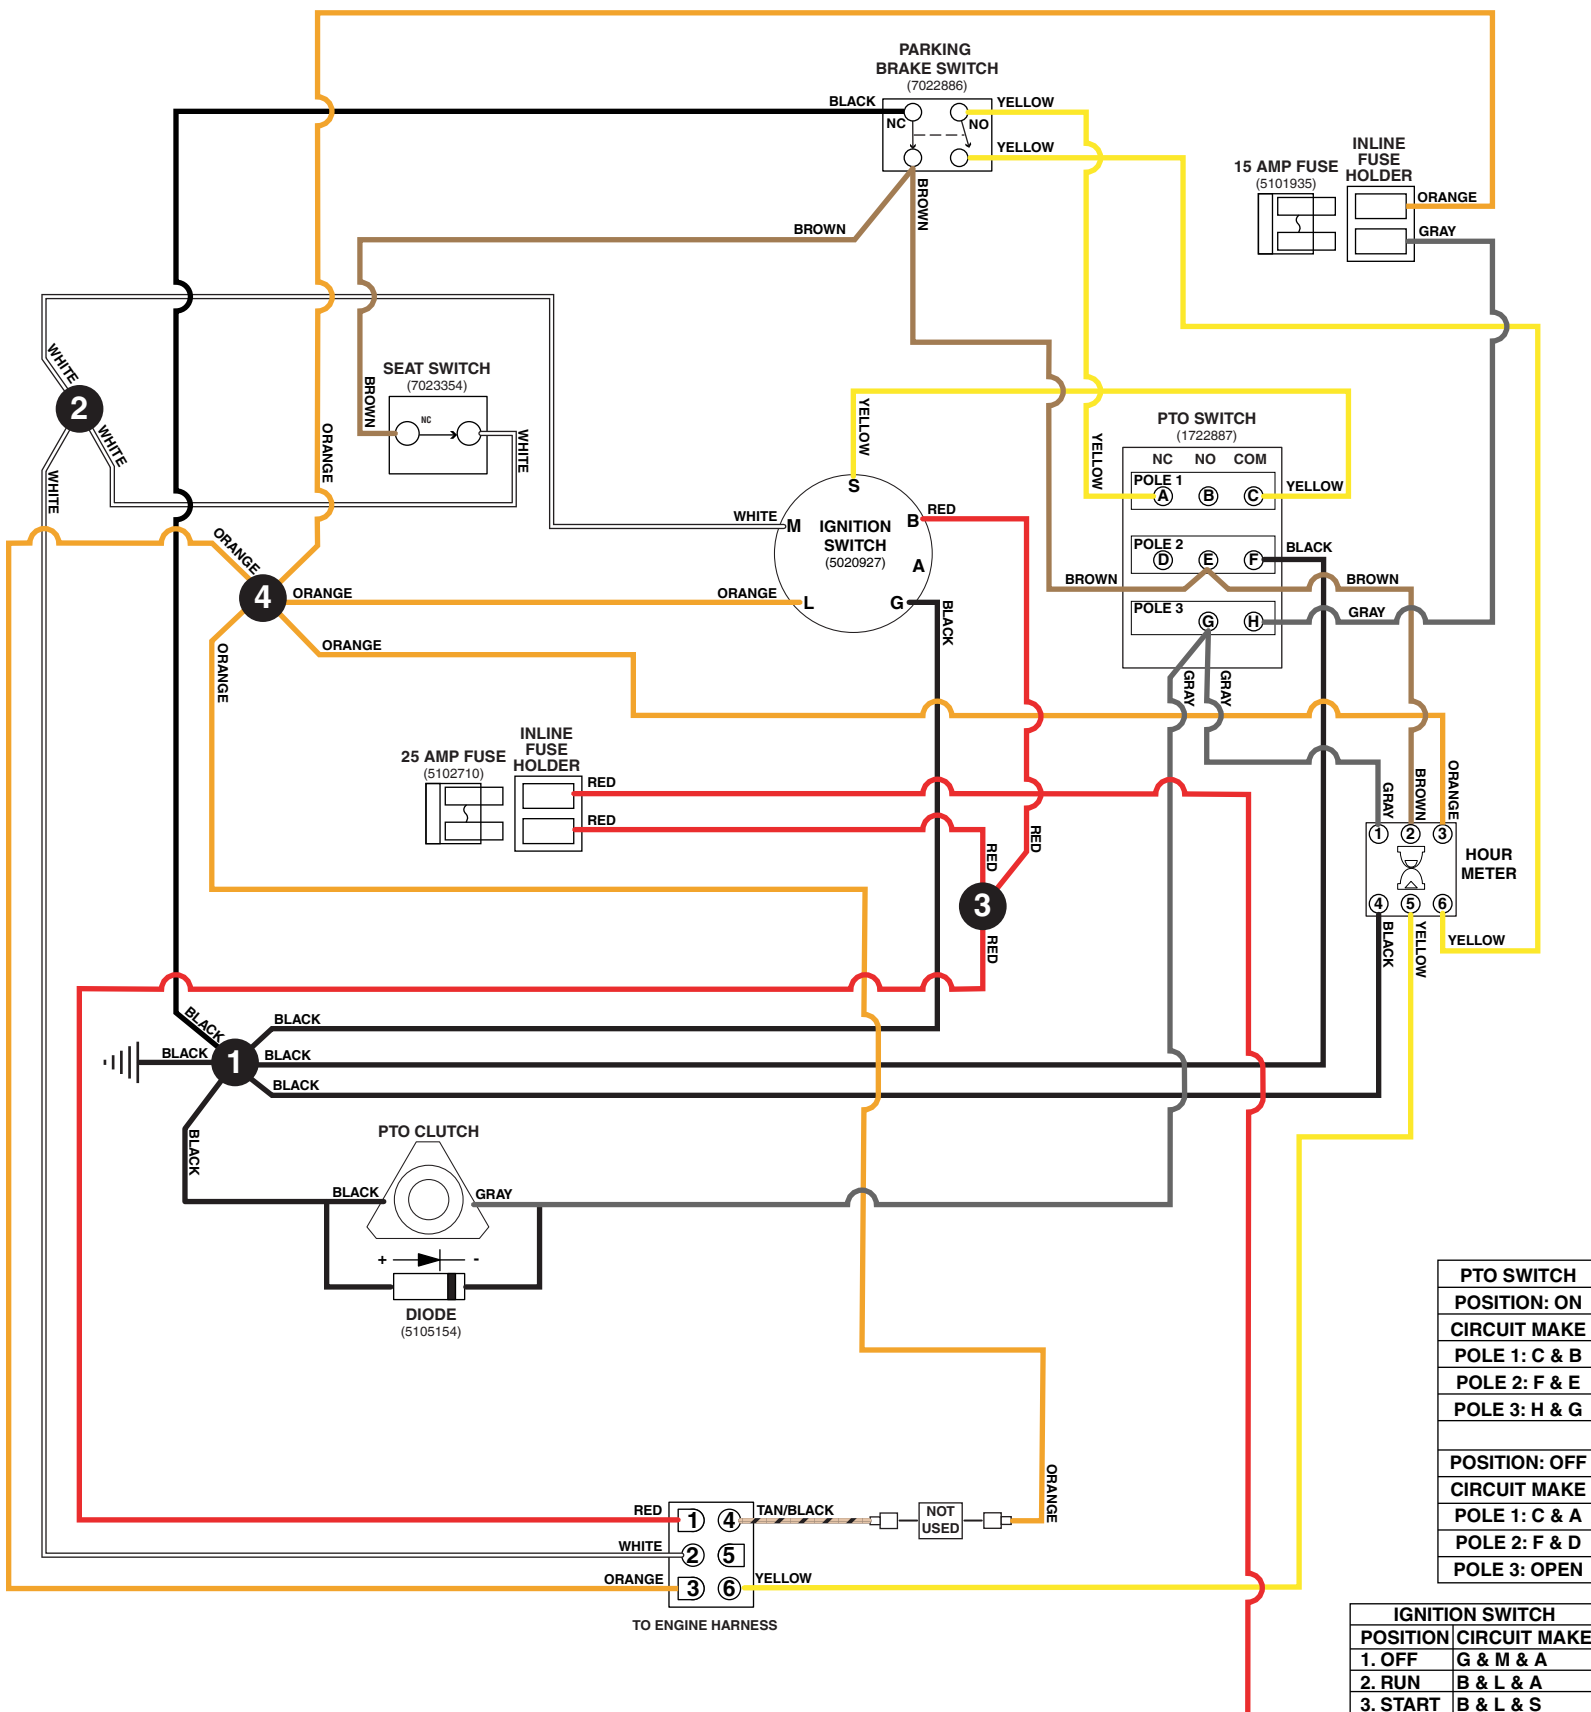 PARKING
BRAKE SWITCH
(7022886)
BLACK
YELLOW
NC
NO
YELLOW
BROWN
BROWN
15 AMP FUSE
(5101935)
INLINE
FUSE
HOLDER
ORANGE
GRAY
WHITE
2
WHITE
WHITE
SEAT SWITCH
(7023354)
NC
BROWN
WHITE
ORANGE
YELLOW
YELLOW
PTO SWITCH
(1722887)
NC NO COM
POLE 1
A B C
YELLOW
POLE 2
D E F
BLACK
BROWN
BROWN
POLE 3
G H
GRAY
GRAY
GRAY
S
WHITE
M
IGNITION
SWITCH
(5020927)
B
RED
A
L
G
BLACK
ORANGE
4
ORANGE
ORANGE
ORANGE
ORANGE
25 AMP FUSE
(5102710)
INLINE
FUSE
HOLDER
RED
RED
RED
RED
3
RED
GRAY
BROWN
ORANGE
1 2 3
HOUR
METER
4 5 6
BLACK
YELLOW
YELLOW
BLACK
BLACK
BLACK
1
BLACK
BLACK
BLACK
PTO CLUTCH
BLACK
GRAY
+ -
DIODE
(5105154)
ORANGE
RED
1 4
TAN/BLACK
NOT
USED
WHITE
2 5
ORANGE
3 6
YELLOW
TO ENGINE HARNESS
PTO SWITCH
POSITION: ON
CIRCUIT MAKE
POLE 1: C & B
POLE 2: F & E
POLE 3: H & G
POSITION: OFF
CIRCUIT MAKE
POLE 1: C & A
POLE 2: F & D
POLE 3: OPEN
IGNITION SWITCH
POSITION CIRCUIT MAKE
1. OFF G & M & A
2. RUN B & L & A
3. START B & L & S